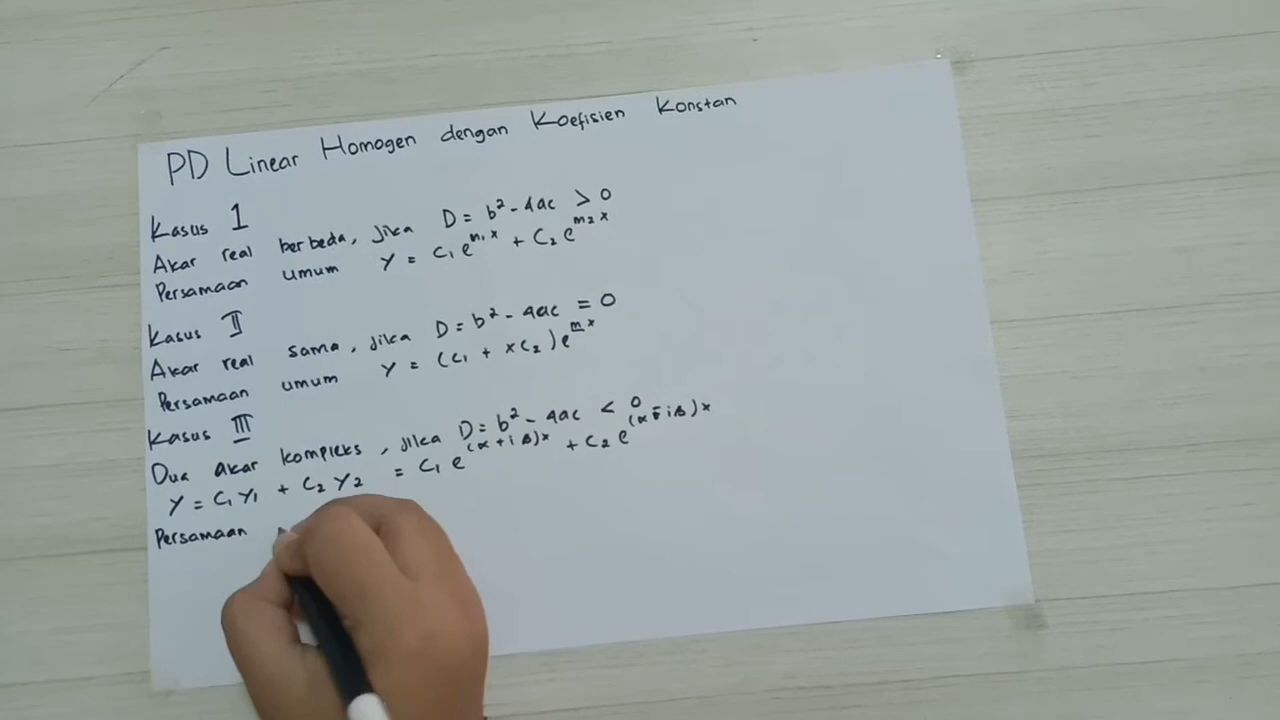 PD Linear Homogen dengan Koefisien Konstan
Kasus 1
Akar real berbeda, Jika D = b² - 4ac > 0
Persamaan umum y = C₁e^m₁x + C₂e^m₂x
Kasus II
Akar real sama, Jika D = b² - 4ac = 0
Persamaan umum y = (C₁ + xC₂)e^mx
Kasus III
Dua akar kompleks, Jika D = b² - 4ac < 0
y = C₁y₁ + C₂y₂ = C₁e^(α+iβ)x + C₂e^(α-iβ)x
Persamaan